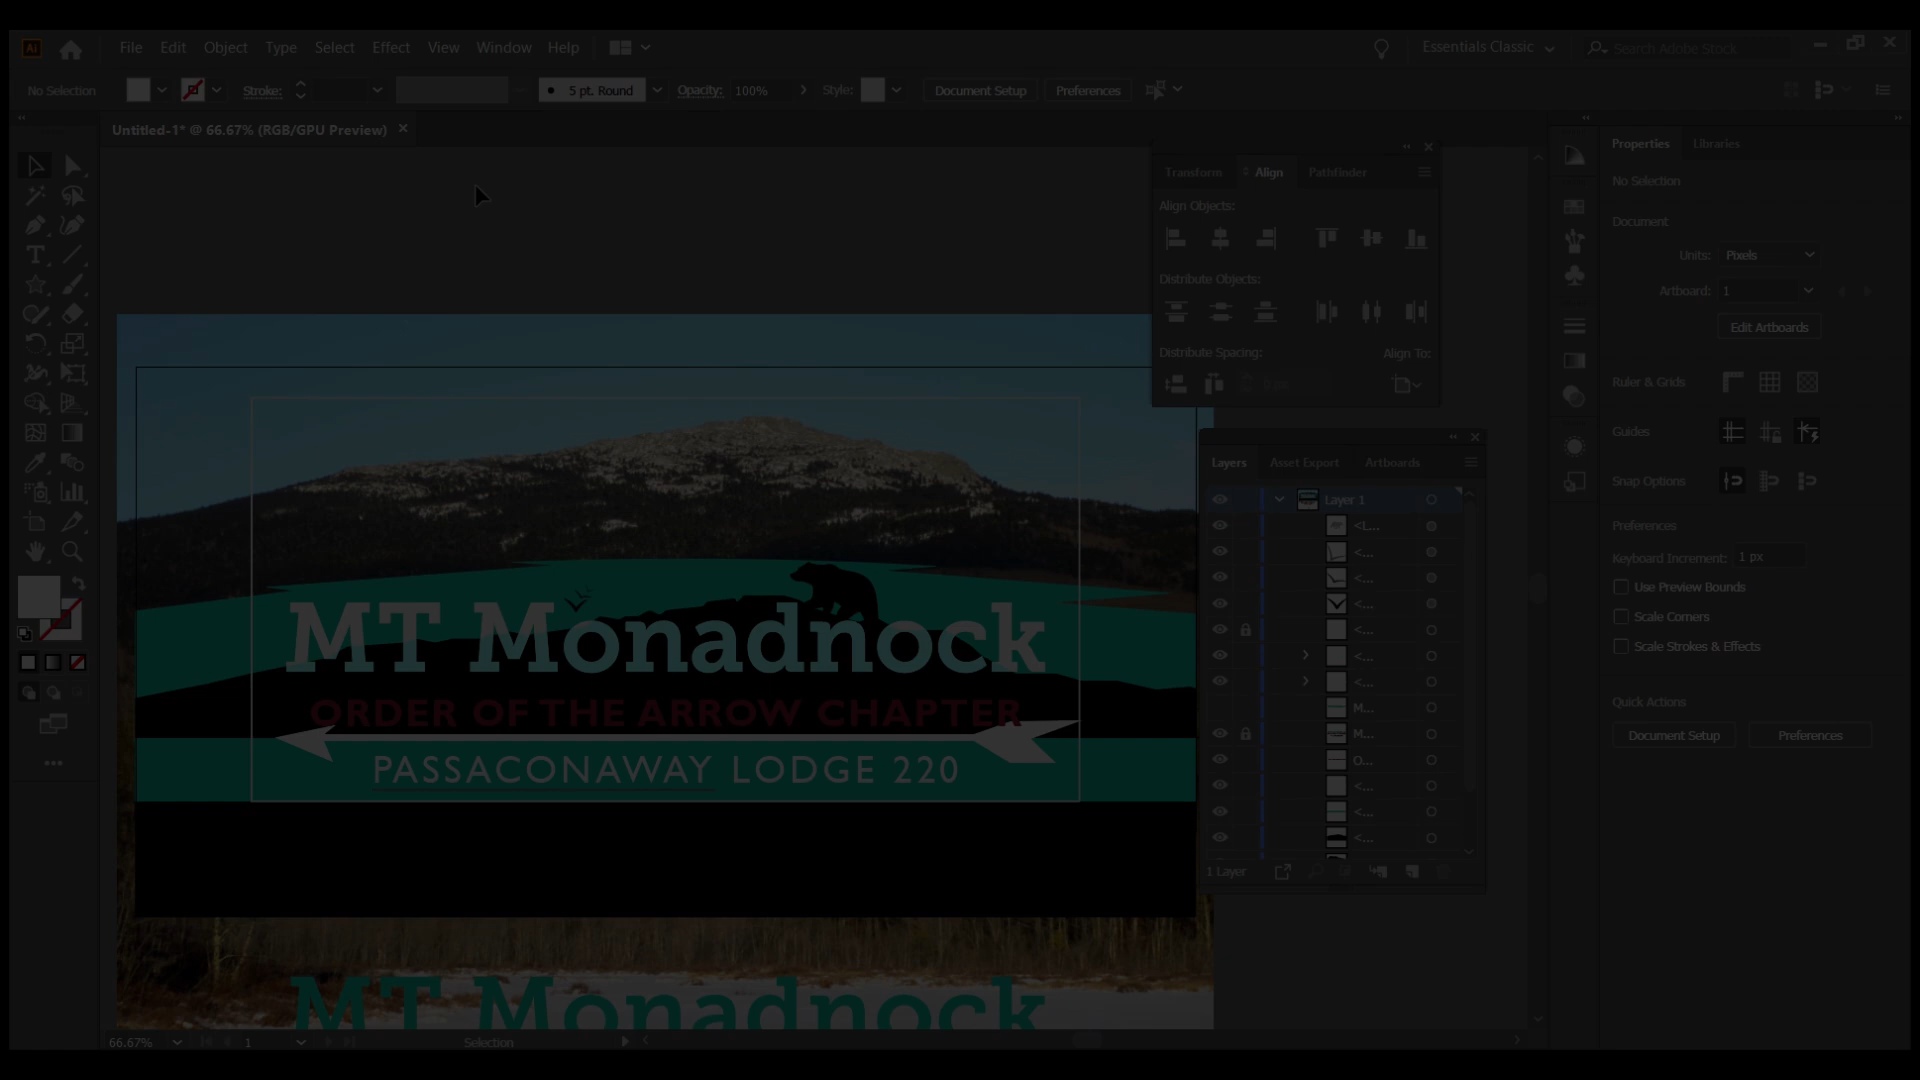 Ai File Edit Object Type Select Effect View Window Help Essentials Classic Search Adobe Stock
No Selection Stroke: 5 pt. Round Opacity: 100% Style: Document Setup Preferences
Untitled-1* @ 66.67% (RGB/GPU Preview)
Transform Align Pathfinder
Align Objects:
Distribute Objects:
Distribute Spacing: Align To:
0 px
Properties Libraries
No Selection
Document
Units: Pixels
Artboard: 1
Edit Artboards
Ruler & Grids
Guides
Snap Options
Preferences
Keyboard Increment: 1 px
Use Preview Bounds
Scale Corners
Scale Strokes & Effects
Quick Actions
Document Setup Preferences
Layers Asset Export Artboards
Layer 1
<L...
<...
<...
<...
<...
<...
<...
M...
M...
O...
<...
<...
<...
1 Layer
MT Monadnock
ORDER OF THE ARROW CHAPTER
PASSACONAWAY LODGE 220
MT Monadnock
66.67% 1 Selection